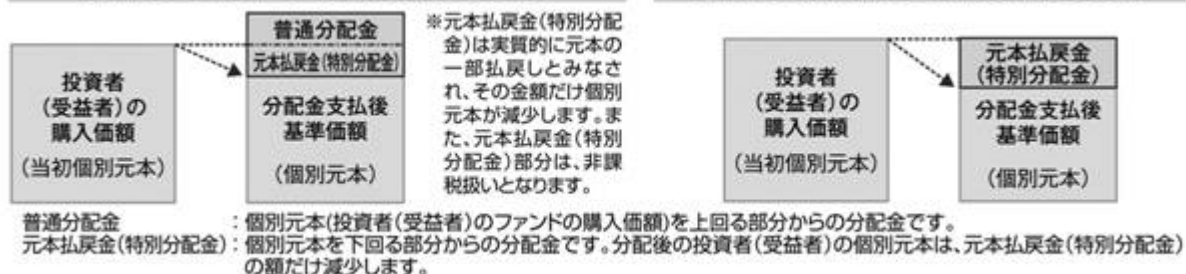 投資者
(受益者)の
購入価額
(当初個別元本)
普通分配金
元本払戻金(特別分配金)
分配金支払後
基準価額
(個別元本)
※元本払戻金(特別分配
金)は実質的に元本の
一部払戻しとみなさ
れ、その金額だけ個別
元本が減少します。ま
た、元本払戻金(特別
分配金)部分は、非課
税扱いとなります。
投資者
(受益者)の
購入価額
(当初個別元本)
元本払戻金
(特別分配金)
分配金支払後
基準価額
(個別元本)
普通分配金 :個別元本(投資者(受益者)のファンドの購入価額)を上回る部分からの分配金です。
元本払戻金(特別分配金):個別元本を下回る部分からの分配金です。分配後の投資者(受益者)の個別元本は、元本払戻金(特別分配金)
の額だけ減少します。